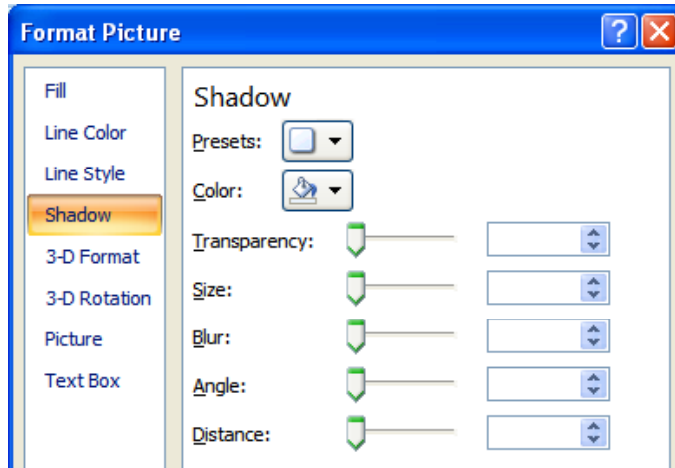 Format Picture
Fill
Line Color
Line Style
Shadow
3-D Format
3-D Rotation
Picture
Text Box
Shadow
Presets:
Color:
Transparency:
Size:
Blur:
Angle:
Distance: